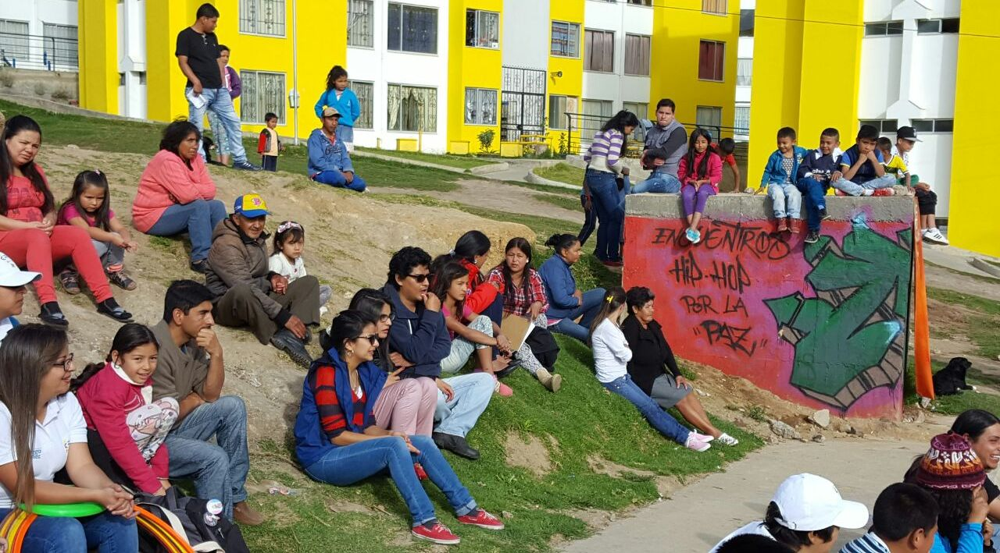 ENCUENTROS
HIP-HOP
POR LA
"PAZ"